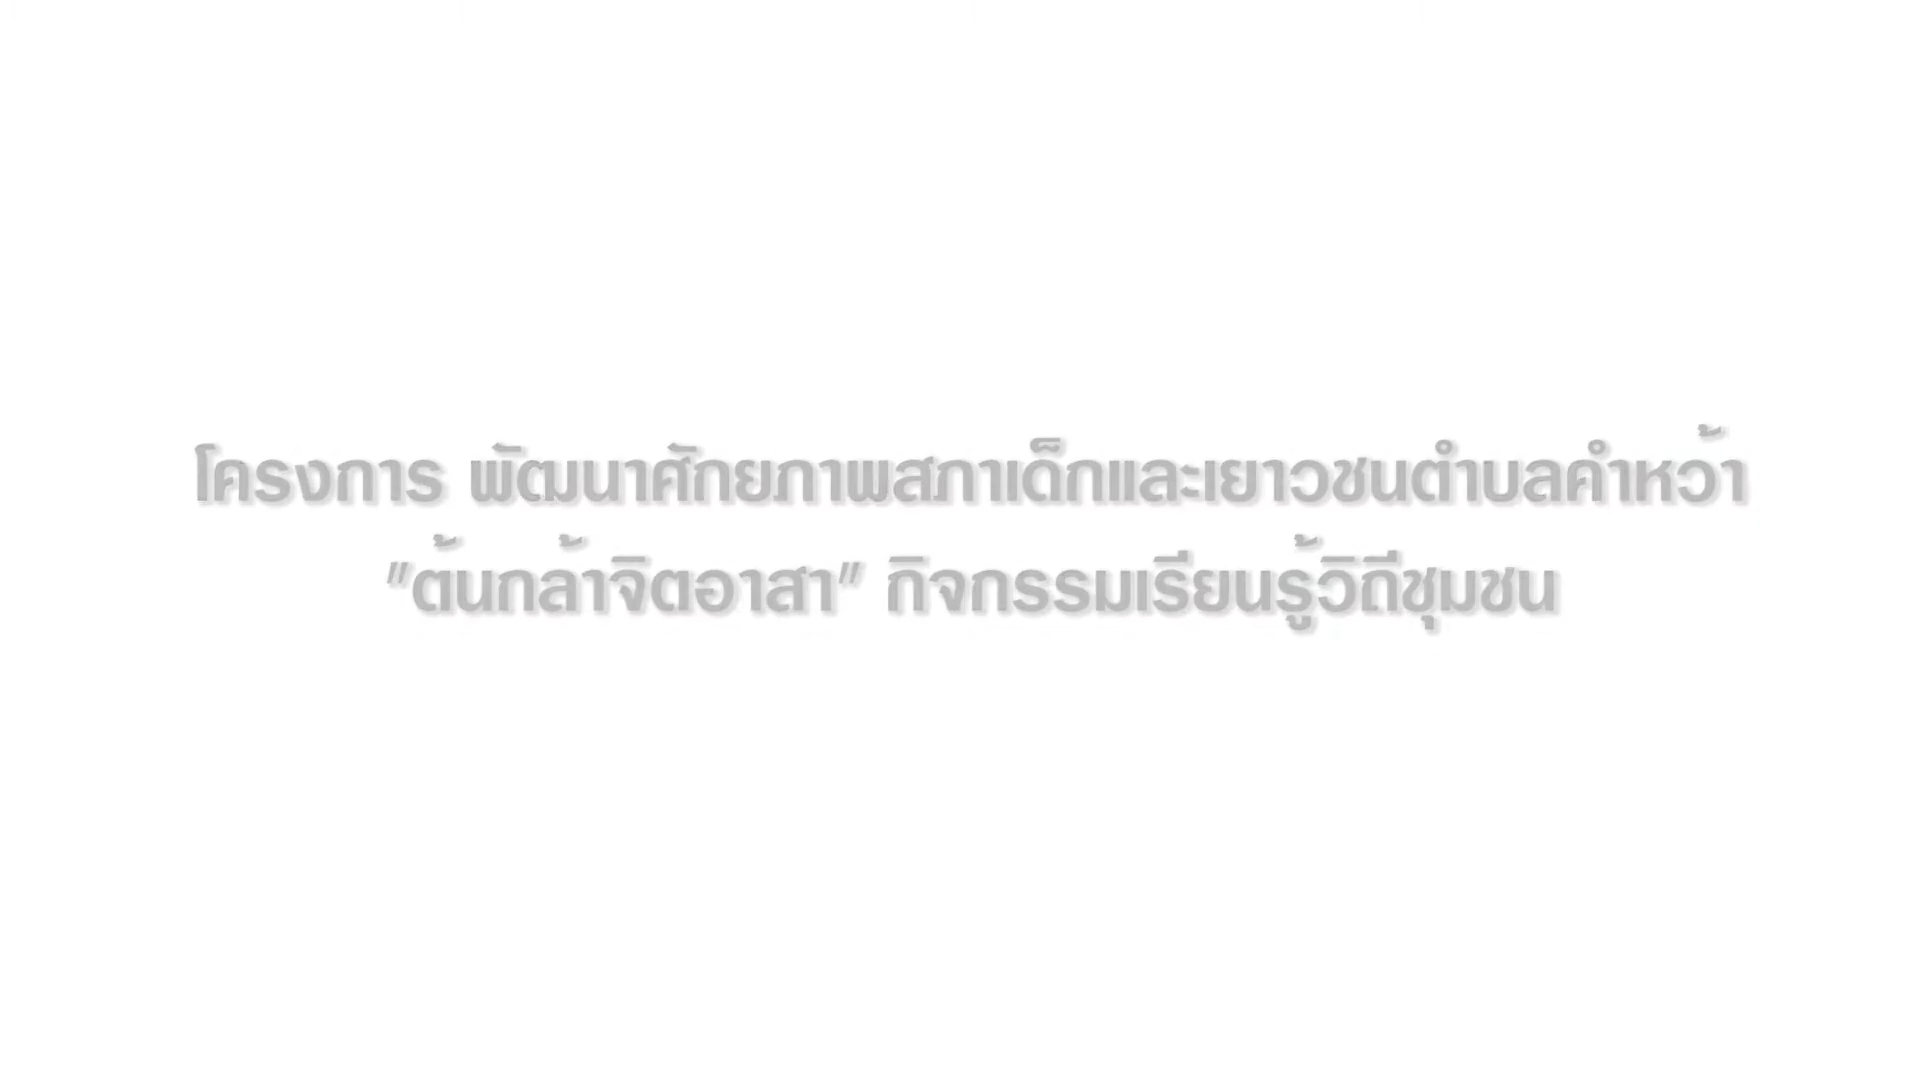 โครงการ พัฒนาศักยภาพสภาเด็กและเยาวชนตำบลคำหว้า
"ต้นกล้าจิตอาสา" กิจกรรมเรียนรู้วิถีชุมชน